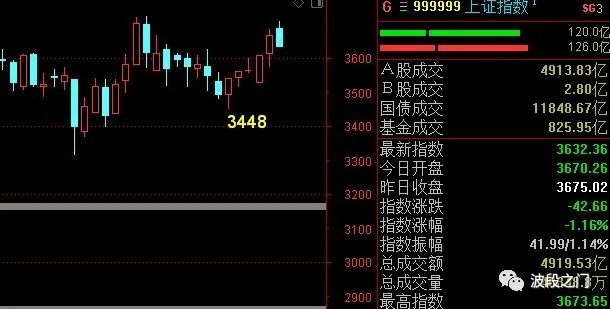 G 999999 上证指数 1
SG3
120.0亿
126.0亿
A股成交 4913.83亿
B股成交 2.80亿
国债成交 11848.67亿
基金成交 825.95亿
最新指数 3632.36
今日开盘 3670.26
昨日收盘 3675.02
指数涨跌 -42.66
指数涨幅 -1.16%
指数振幅 41.99/1.14%
总成交额 4919.53亿
总成交量 万
最高指数 3673.65
3600
3500
3400
3300
3200
3100
3000
2900
3448
波段之门